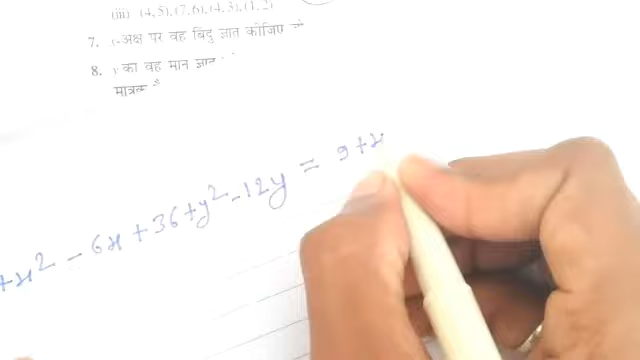 (iii) (4, 5), (7, 6), (4, 3), (1, 2)
7. -अक्ष पर वह बिंदु ज्ञात कीजिए
8. का वह मान ज्ञात
मात्रक
+x² - 6x + 36 + y² - 12y = 9 + x